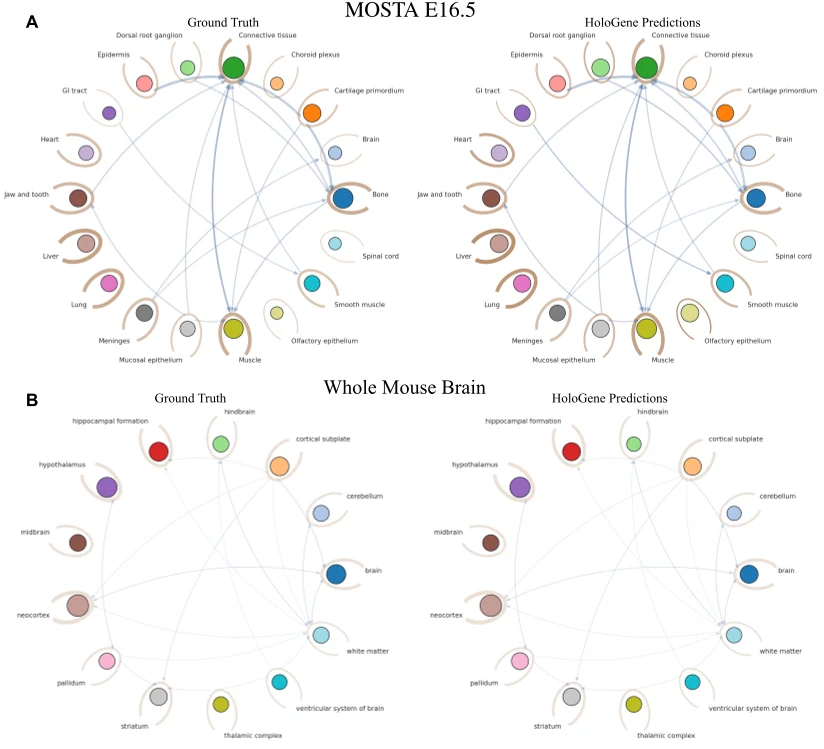 MOSTA E16.5
A
Ground Truth
HoloGene Predictions
Dorsal root ganglion
Connective tissue
Epidermis
Choroid plexus
GI tract
Cartilage primordium
Heart
Brain
Jaw and tooth
Bone
Liver
Spinal cord
Lung
Smooth muscle
Meninges
Olfactory epithelium
Mucosal epithelium
Muscle
Dorsal root ganglion
Connective tissue
Epidermis
Choroid plexus
GI tract
Cartilage primordium
Heart
Brain
Jaw and tooth
Bone
Liver
Spinal cord
Lung
Smooth muscle
Meninges
Olfactory epithelium
Mucosal epithelium
Muscle
Whole Mouse Brain
B
Ground Truth
HoloGene Predictions
hindbrain
hippocampal formation
cortical subplate
hypothalamus
cerebellum
midbrain
brain
neocortex
white matter
pallidum
ventricular system of brain
striatum
thalamic complex
hindbrain
hippocampal formation
cortical subplate
hypothalamus
cerebellum
midbrain
brain
neocortex
white matter
pallidum
ventricular system of brain
striatum
thalamic complex